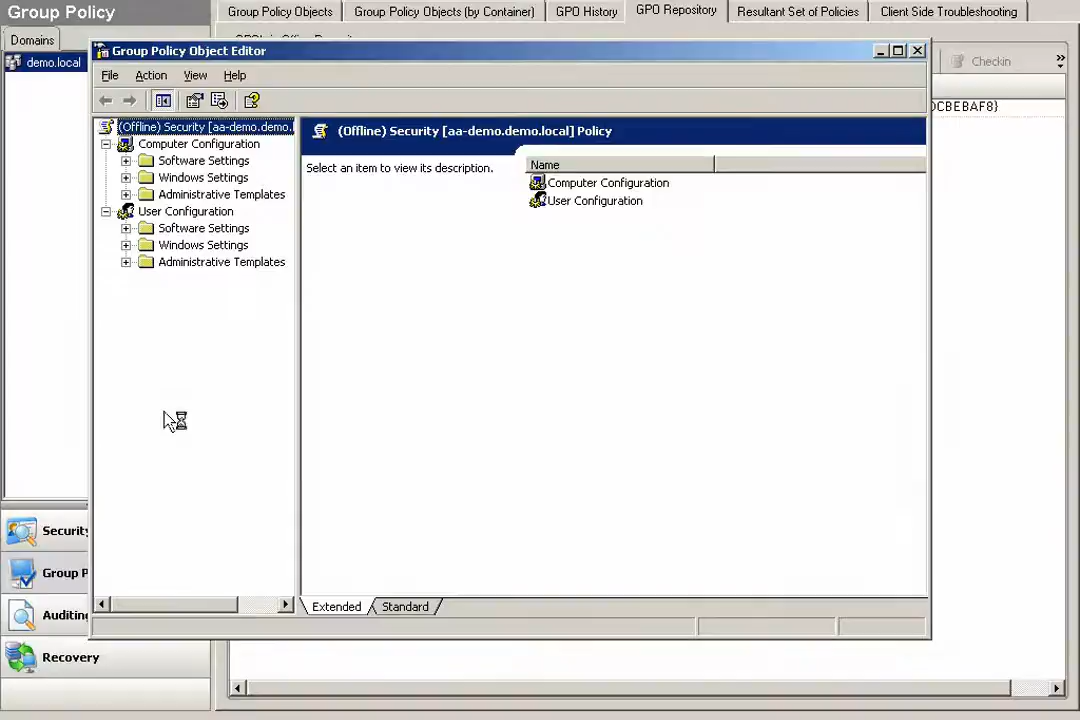 Group Policy
Group Policy Objects
Group Policy Objects (by Container)
GPO History
GPO Repository
Resultant Set of Policies
Client Side Troubleshooting
Domains
demo.local
Checkin
Group Policy Object Editor
File Action View Help
(Offline) Security [aa-demo.demo.
Computer Configuration
Software Settings
Windows Settings
Administrative Templates
User Configuration
Software Settings
Windows Settings
Administrative Templates
(Offline) Security [aa-demo.demo.local] Policy
Select an item to view its description.
Name
Computer Configuration
User Configuration
Extended
Standard
CBEBAF8}
Security
Group P
Auditing
Recovery